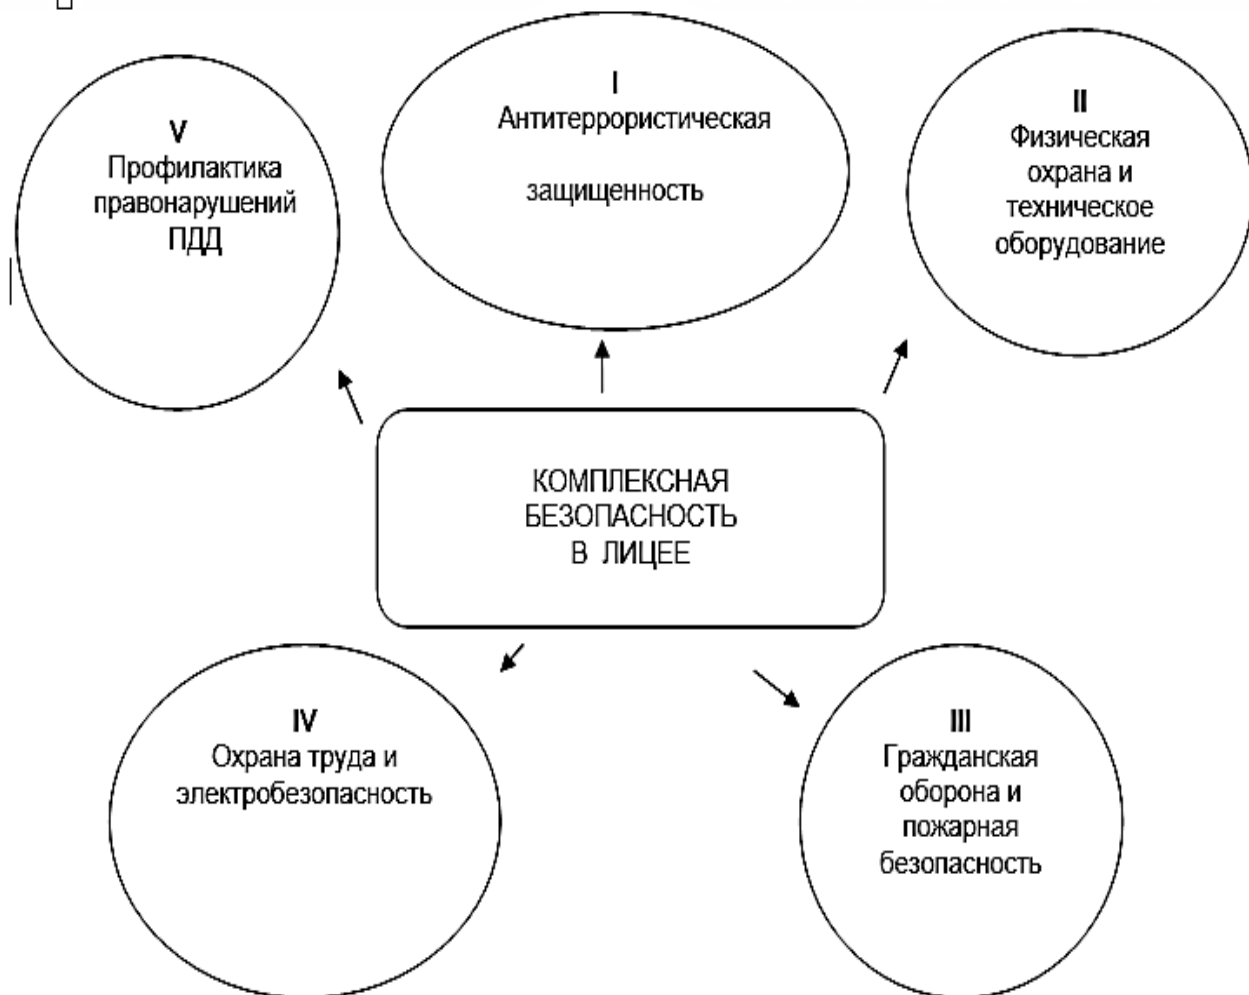 I
Антитеррористическая
защищенность
II
Физическая
охрана и
техническое
оборудование
V
Профилактика
правонарушений
ПДД
КОМПЛЕКСНАЯ
БЕЗОПАСНОСТЬ
В ЛИЦЕЕ
IV
Охрана труда и
электробезопасность
III
Гражданская
оборона и
пожарная
безопасность